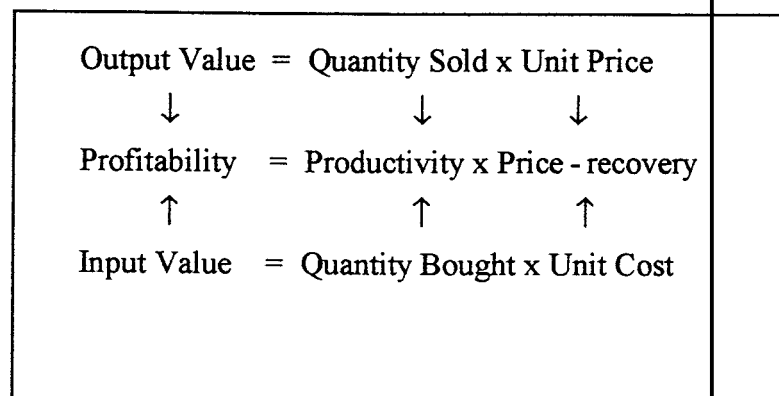 Output Value = Quantity Sold x Unit Price
↓ ↓ ↓
Profitability = Productivity x Price - recovery
↑ ↑ ↑
Input Value = Quantity Bought x Unit Cost